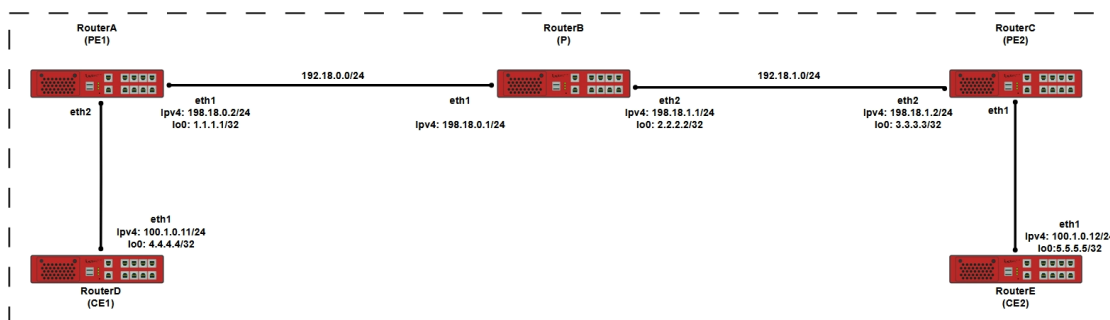 RouterA
(PE1)
RouterB
(P)
RouterC
(PE2)
192.18.0.0/24
192.18.1.0/24
eth2
eth1
Ipv4: 198.18.0.2/24
lo0: 1.1.1.1/32
eth1
Ipv4: 198.18.0.1/24
eth2
Ipv4: 198.18.1.1/24
lo0: 2.2.2.2/32
eth2
Ipv4: 198.18.1.2/24
lo0: 3.3.3.3/32
eth1
eth1
Ipv4: 100.1.0.11/24
lo0: 4.4.4.4/32
eth1
Ipv4: 100.1.0.12/24
lo0:5.5.5.5/32
RouterD
(CE1)
RouterE
(CE2)